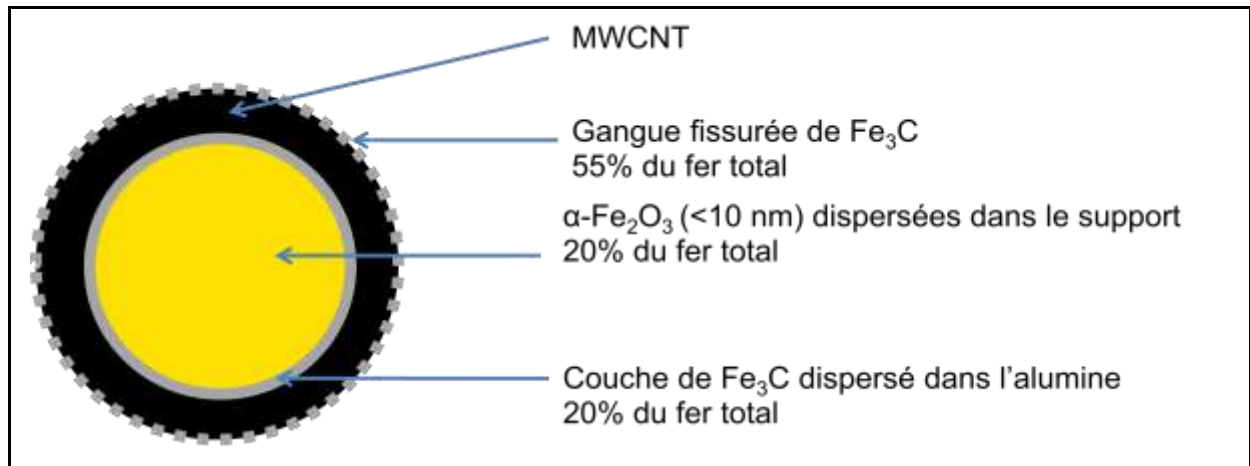 MWCNT
Gangue fissurée de Fe₃C
55% du fer total
α-Fe₂O₃ (<10 nm) dispersées dans le support
20% du fer total
Couche de Fe₃C dispersé dans l'alumine
20% du fer total